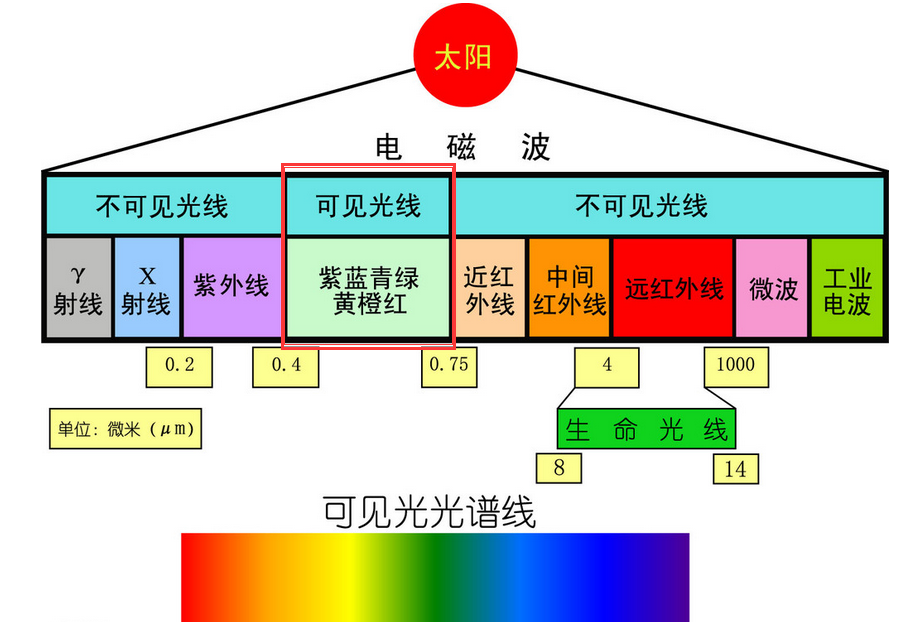 太阳
电 磁 波
不可见光线
可见光线
不可见光线
γ
射线
X
射线
紫外线
紫蓝青绿
黄橙红
近红
外线
中间
红外线
远红外线
微波
工业
电波
0.2
0.4
0.75
4
1000
单位：微米（μm）
生 命 光 线
8
14
可见光光谱线